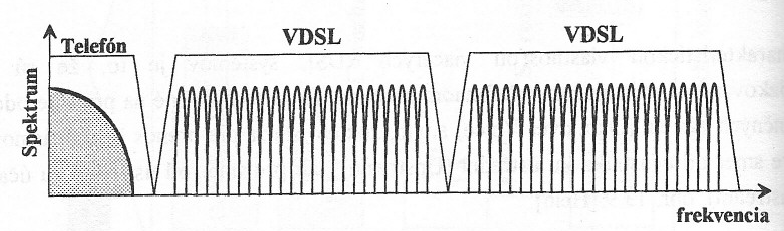 Telefón
VDSL
VDSL
Spektrum
frekvencia